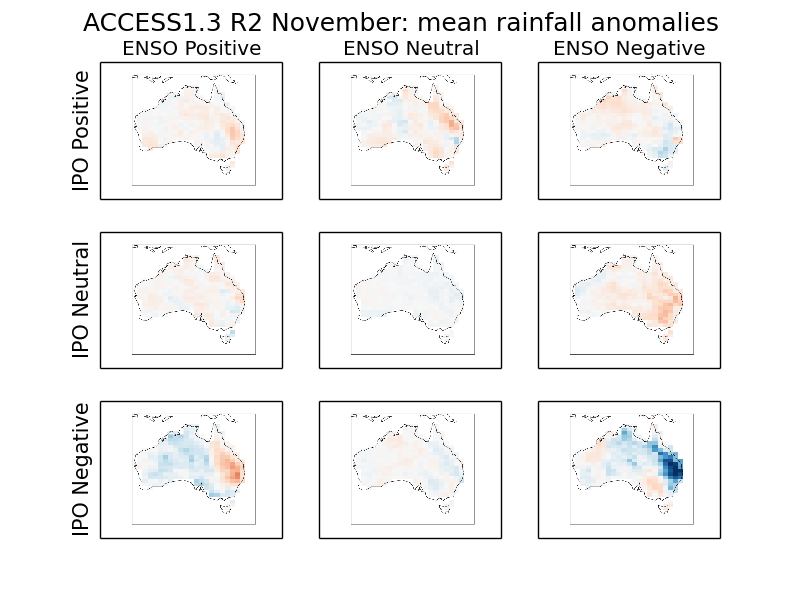 ACCESS1.3 R2 November: mean rainfall anomalies
ENSO Positive
ENSO Neutral
ENSO Negative
IPO Positive
IPO Neutral
IPO Negative